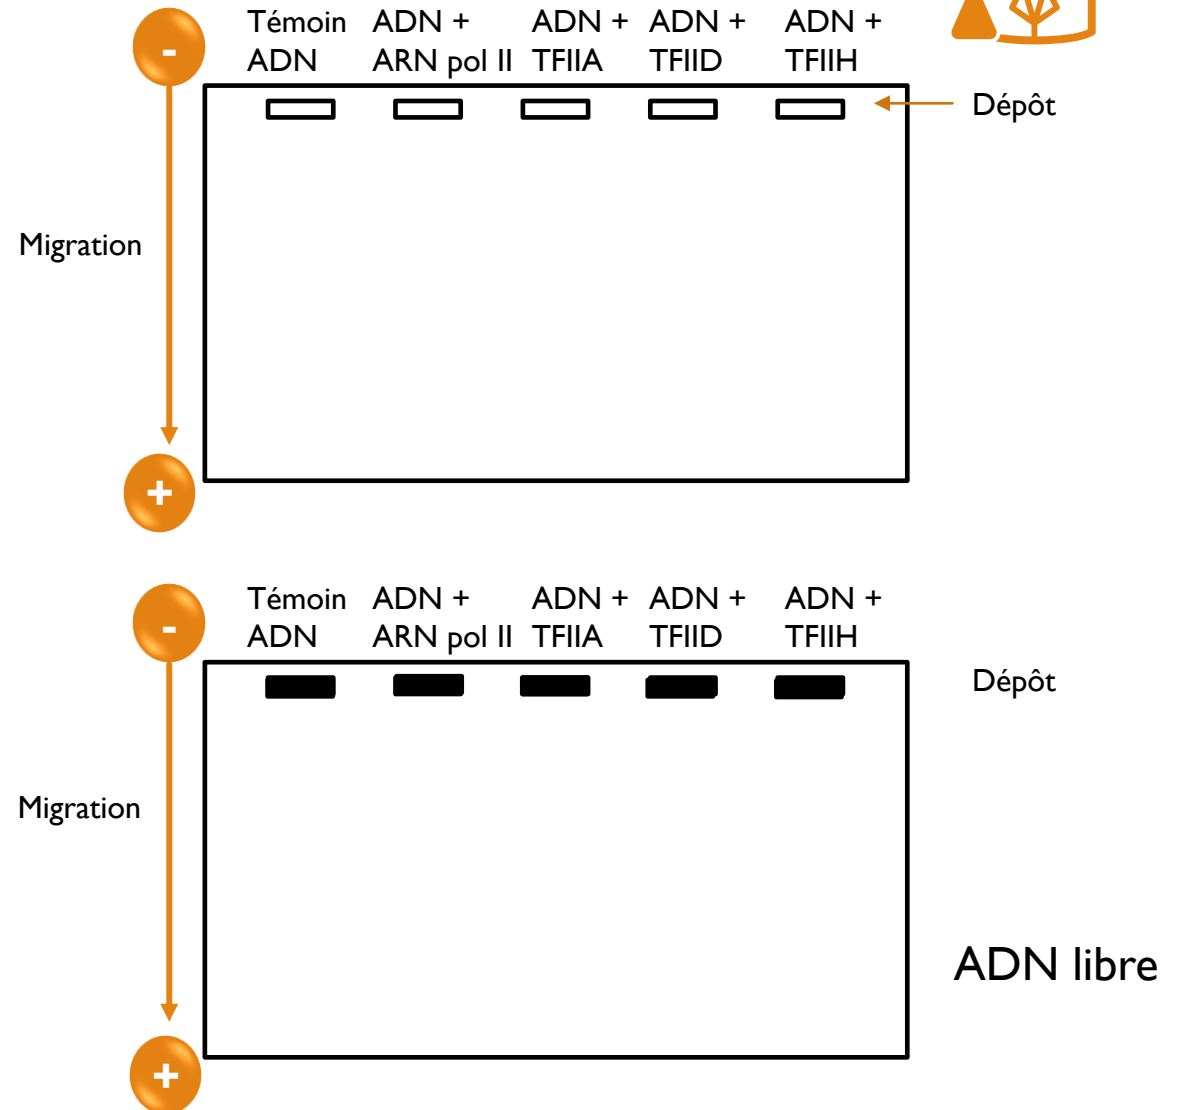 -
Témoin ADN + ADN + ADN + ADN +
ADN ARN pol II TFIIA TFIID TFIIH
Dépôt
Migration
+
-
Témoin ADN + ADN + ADN + ADN +
ADN ARN pol II TFIIA TFIID TFIIH
Dépôt
Migration
ADN libre
+